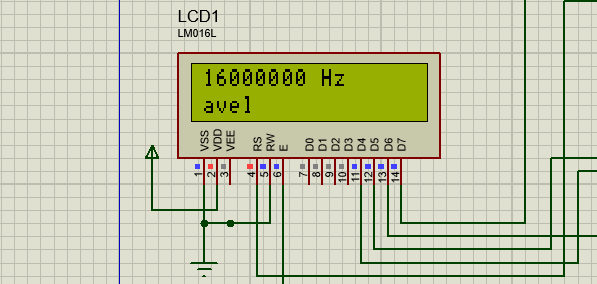 LCD1
LM016L
16000000 Hz
avel
VSS
VDD
VEE
RS
RW
E
D0
D1
D2
D3
D4
D5
D6
D7
1
2
3
4
5
6
7
8
9
10
11
12
13
14